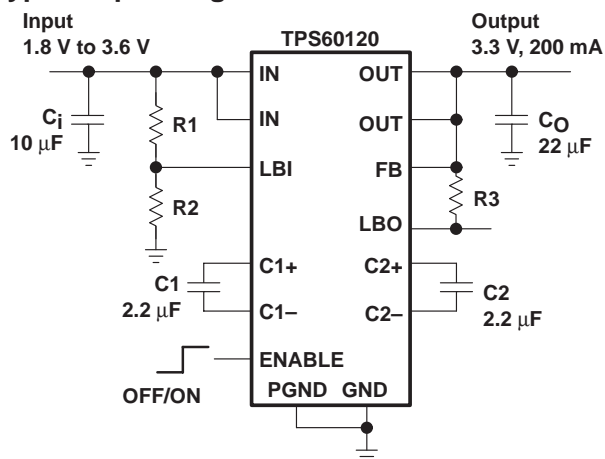 Input
1.8 V to 3.6 V
TPS60120
Output
3.3 V, 200 mA
IN
OUT
Ci
10 μF
R1
IN
OUT
CO
22 μF
LBI
FB
R2
R3
LBO
C1+
C2+
C1
2.2 μF
C2
2.2 μF
C1–
C2–
ENABLE
OFF/ON
PGND
GND